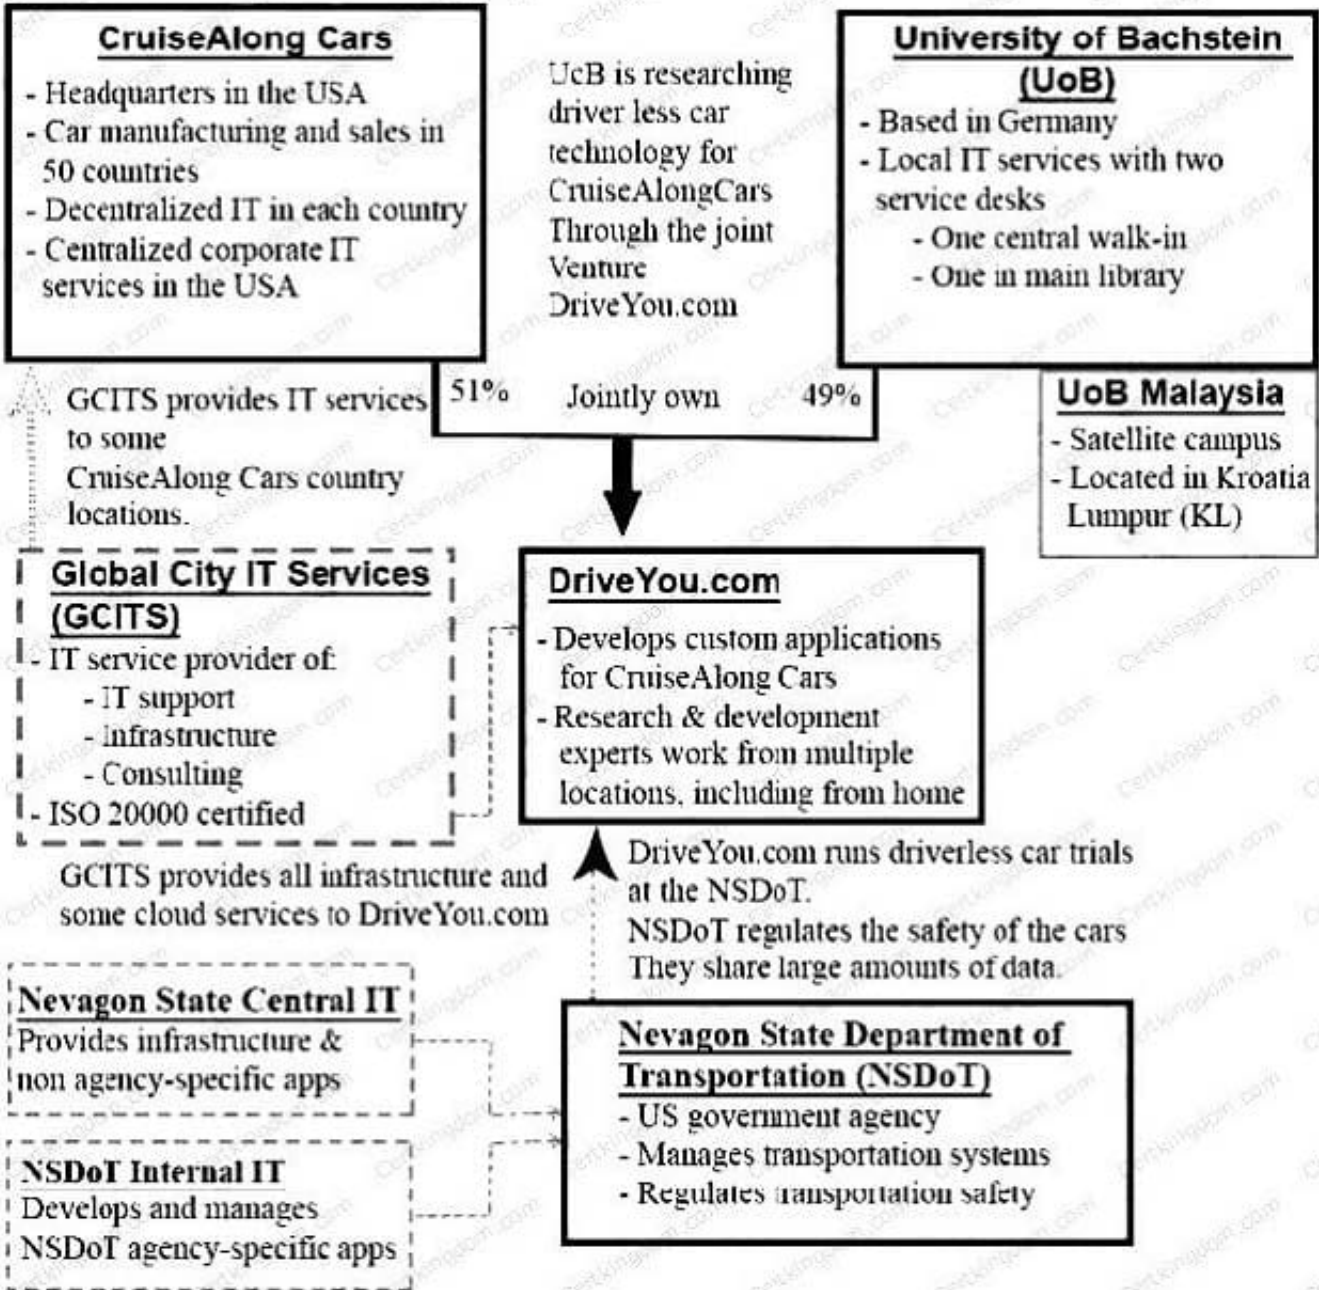 CruiseAlong Cars
- Headquarters in the USA
- Car manufacturing and sales in
50 countries
- Decentralized IT in each country
- Centralized corporate IT
services in the USA
UcB is researching
driver less car
technology for
CruiseAlongCars
Through the joint
Venture
DriveYou.com
University of Bachstein
(UoB)
- Based in Germany
- Local IT services with two
service desks
- One central walk-in
- One in main library
51% Jointly own 49%
UoB Malaysia
- Satellite campus
- Located in Kroatia
Lumpur (KL)
GCITS provides IT services
to some
CruiseAlong Cars country
locations.
Global City IT Services
(GCITS)
- IT service provider of:
- IT support
- Infrastructure
- Consulting
- ISO 20000 certified
DriveYou.com
- Develops custom applications
for CruiseAlong Cars
- Research & development
experts work from multiple
locations, including from home
GCITS provides all infrastructure and
some cloud services to DriveYou.com
DriveYou.com runs driverless car trials
at the NSDoT.
NSDoT regulates the safety of the cars
They share large amounts of data.
Nevagon State Central IT
Provides infrastructure &
non agency-specific apps
NSDoT Internal IT
Develops and manages
NSDoT agency-specific apps
Nevagon State Department of
Transportation (NSDoT)
- US government agency
- Manages transportation systems
- Regulates transportation safety
Certkingdom.com